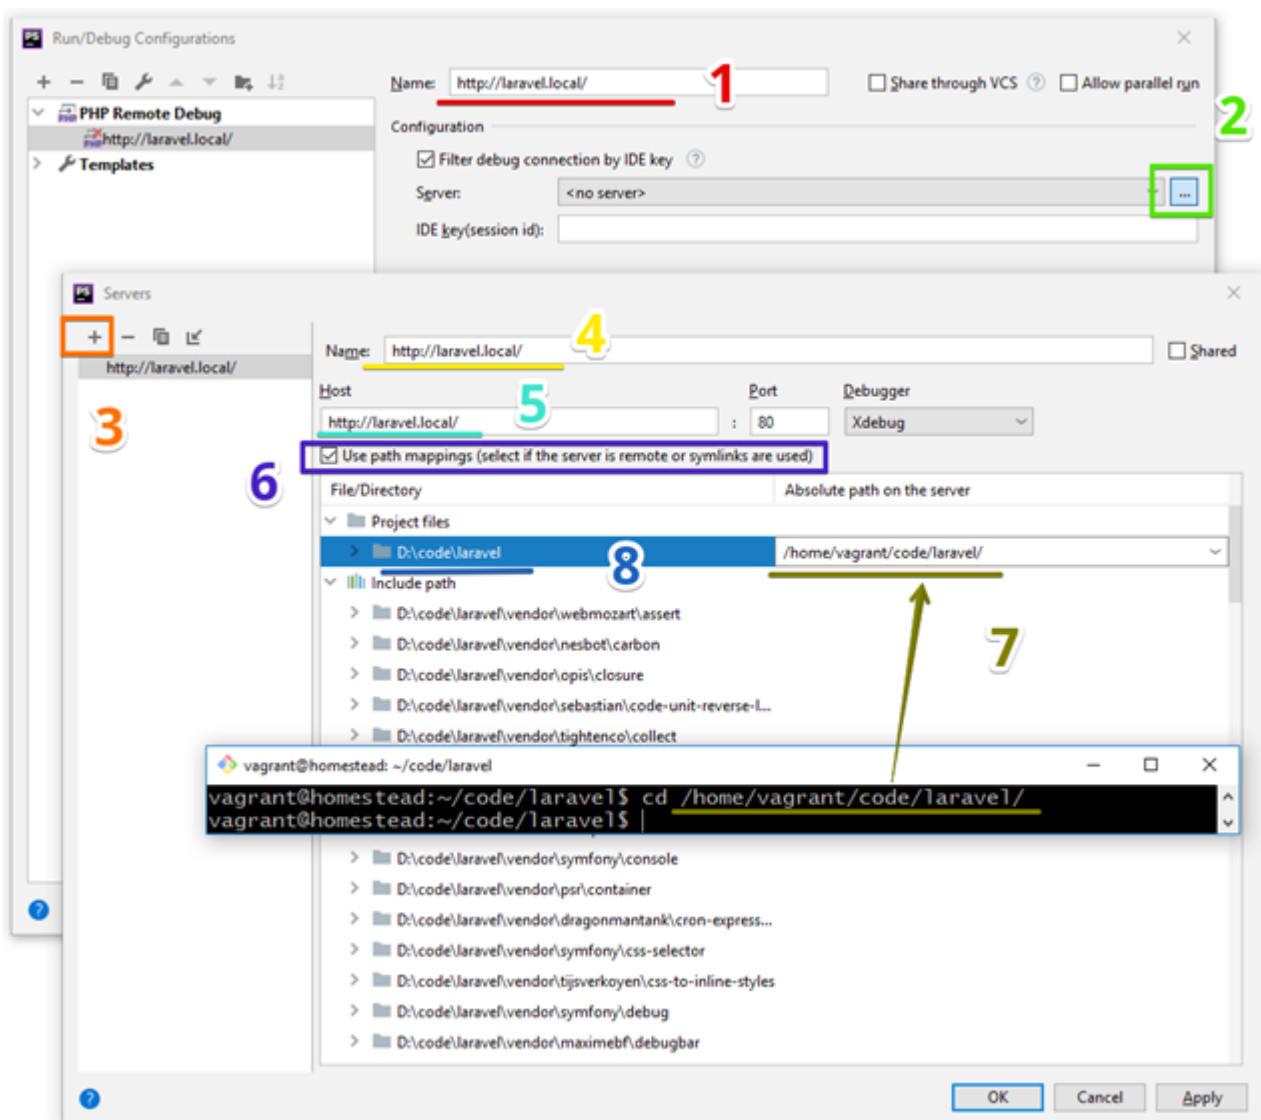 PS Run/Debug Configurations
Name: http://laravel.local/ 1 Share through VCS ? Allow parallel run
PHP Remote Debug
Configuration
2
http://laravel.local/
Filter debug connection by IDE key ?
Templates
Server: <no server> ...
IDE key(session id):
PS Servers
Name: http://laravel.local/ 4 Shared
http://laravel.local/
Host Port Debugger
3
http://laravel.local/ 5 : 80 Xdebug
6 Use path mappings (select if the server is remote or symlinks are used)
File/Directory Absolute path on the server
Project files
D:\code\laravel 8 /home/vagrant/code/laravel/
Include path
D:\code\laravel\vendor\webmozart\assert
7
D:\code\laravel\vendor\nesbot\carbon
D:\code\laravel\vendor\opis\closure
D:\code\laravel\vendor\sebastian\code-unit-reverse-l...
D:\code\laravel\vendor\tightenco\collect
vagrant@homestead: ~/code/laravel
vagrant@homestead:~/code/laravel$ cd /home/vagrant/code/laravel/
vagrant@homestead:~/code/laravel$
D:\code\laravel\vendor\symfony\console
D:\code\laravel\vendor\psr\container
D:\code\laravel\vendor\dragonmantank\cron-express...
D:\code\laravel\vendor\symfony\css-selector
D:\code\laravel\vendor\tijsverkoyen\css-to-inline-styles
D:\code\laravel\vendor\symfony\debug
D:\code\laravel\vendor\maximebf\debugbar
?
? OK Cancel Apply